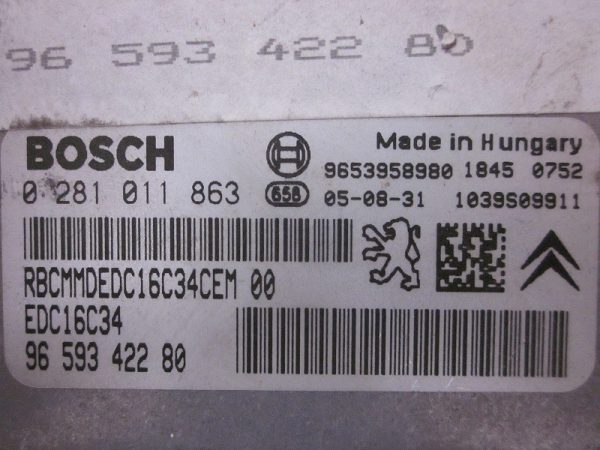 96 593 422 80
BOSCH
Made in Hungary
9653958980 1845 0752
0 281 011 863
656
05-08-31 1039S09911
RBCMMDEDC16C34CEM 00
EDC16C34
96 593 422 80